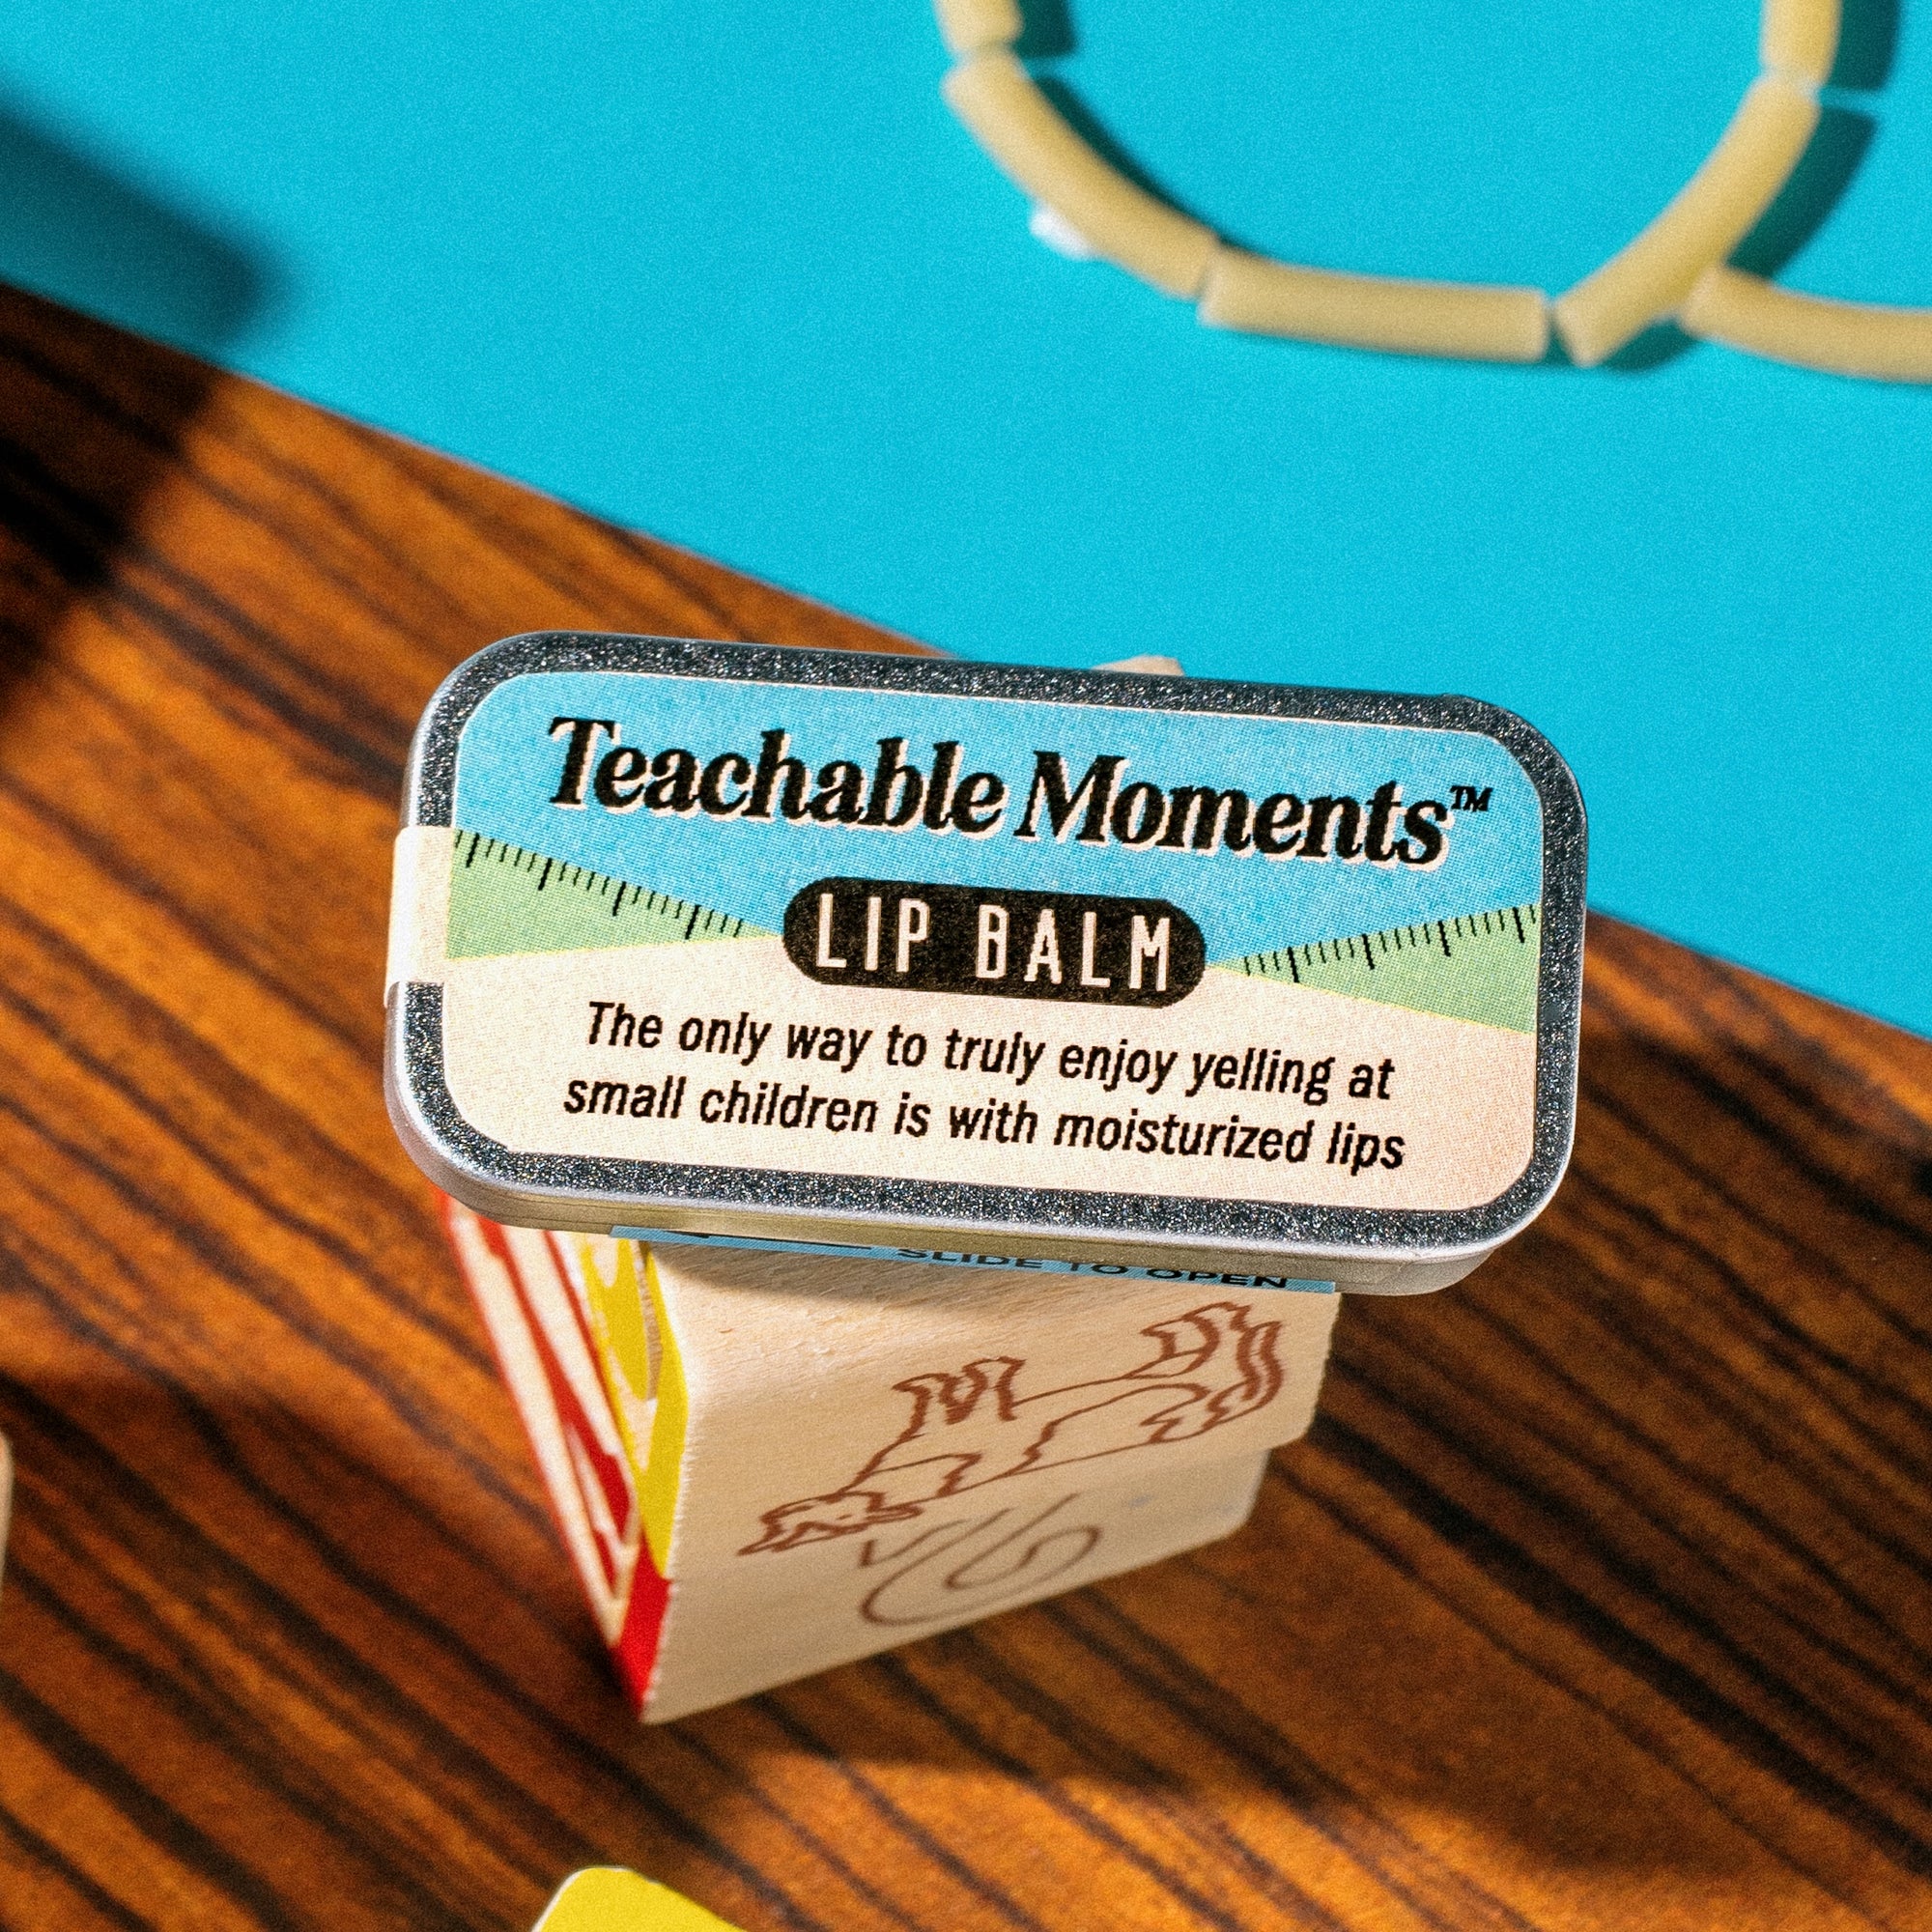 Teachable Moments™
LIP BALM
The only way to truly enjoy yelling at
small children is with moisturized lips
SLIDE TO OPEN